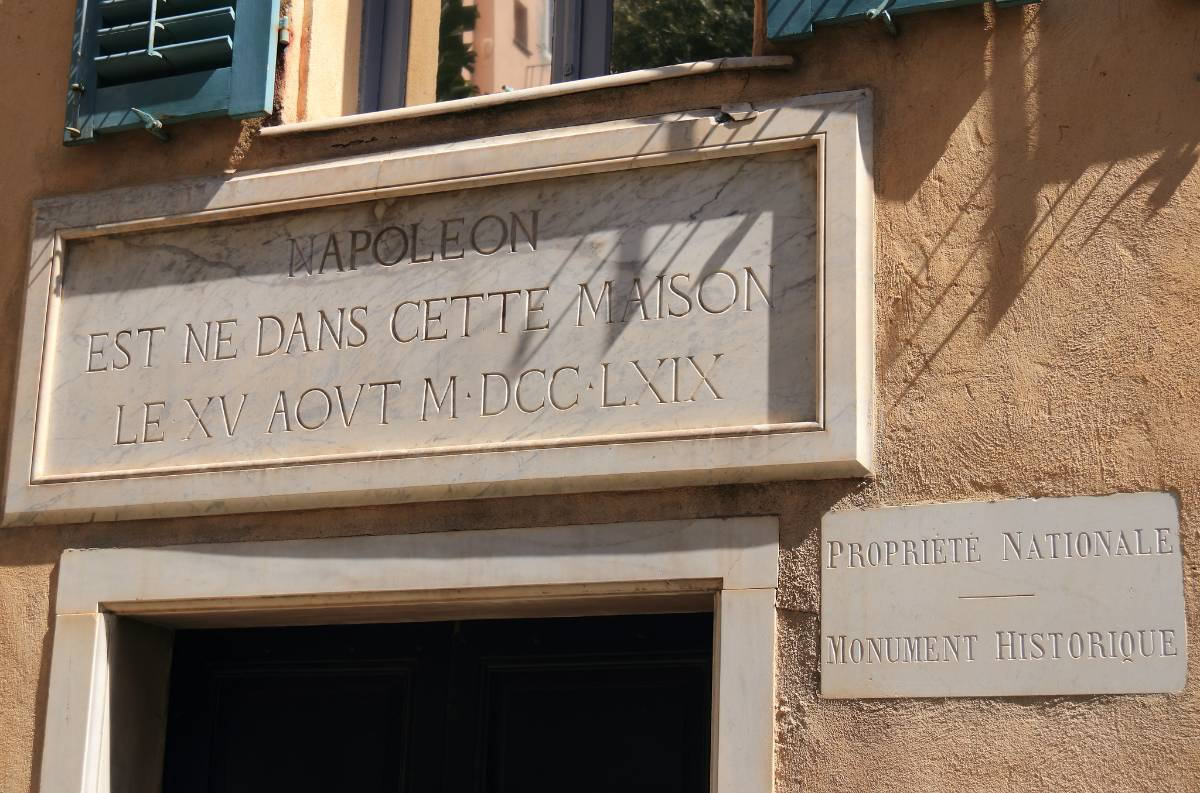 NAPOLEON
EST NE DANS CETTE MAISON
LE XV AOVT M·DCC·LXIX
PROPRIÉTÉ NATIONALE
MONUMENT HISTORIQUE